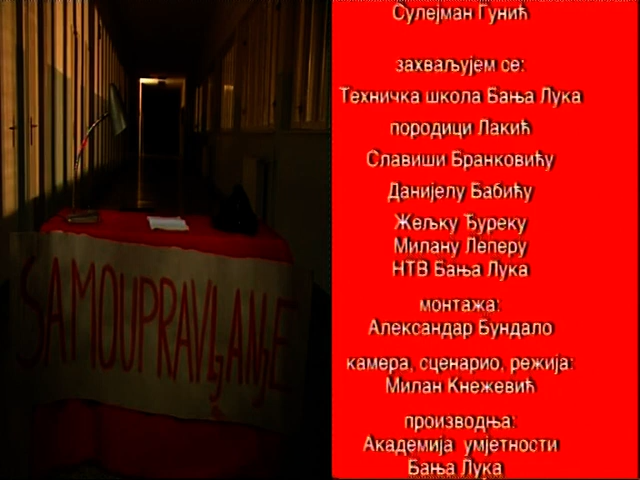 SAMOUPRAVLJANJE
Сулејман Гунић
захваљујем се:
Техничка школа Бања Лука
породици Лакић
Славиши Бранковићу
Данијелу Бабићу
Жељку Ђуреку
Милану Леперу
НТВ Бања Лука
монтажа:
Александар Бундало
камера, сценарио, режија:
Милан Кнежевић
производња:
Академија умјетности
Бања Лука